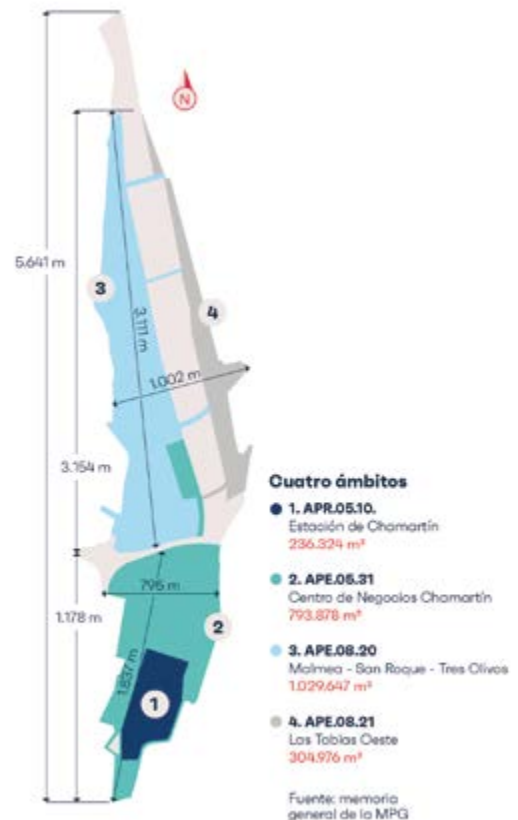 N
5.641 m
3
4
3.111 m
1.002 m
3.154 m
795 m
1.178 m
2
1.837 m
1
Cuatro ámbitos
1. APR.05.10.
Estación de Chamartín
236.324 m²
2. APE.05.31
Centro de Negocios Chamartín
793.878 m²
3. APE.08.20
Malmea - San Roque - Tres Olivos
1.029.647 m²
4. APE.08.21
Las Tablas Oeste
304.976 m²
Fuente: memoria
general de la MPG